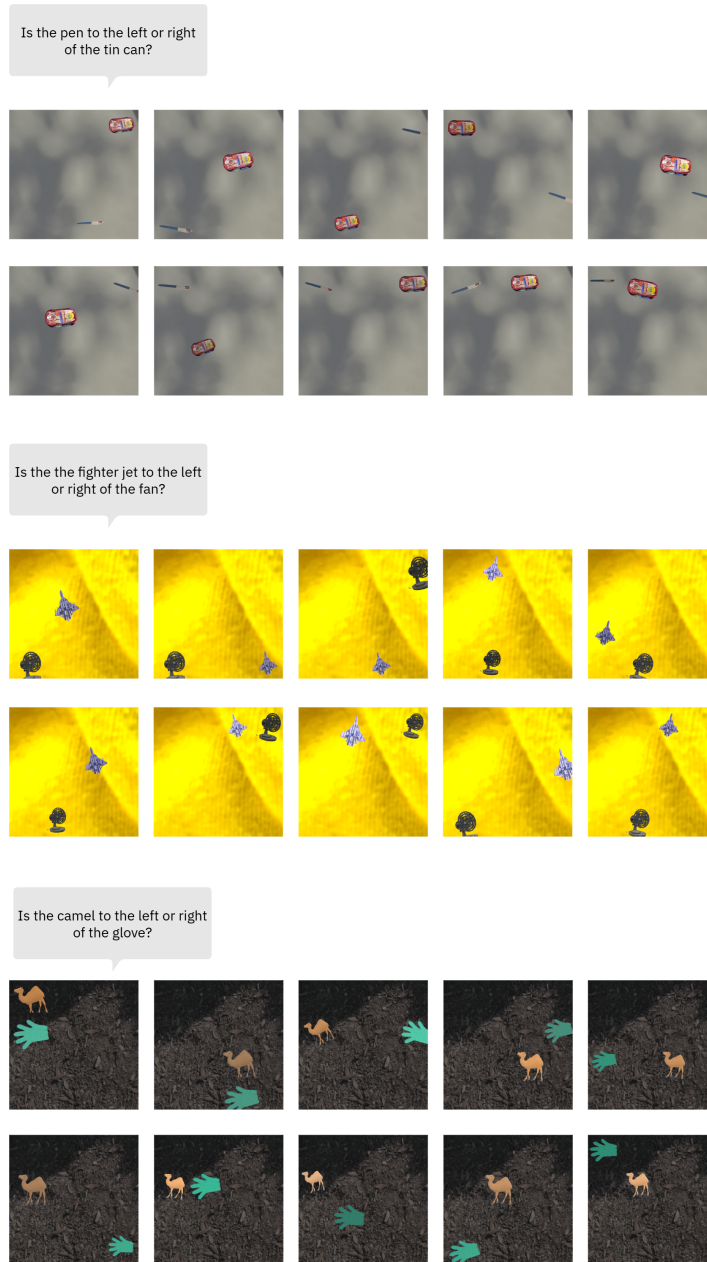 Is the pen to the left or right
of the tin can?
Is the the fighter jet to the left
or right of the fan?
Is the camel to the left or right
of the glove?